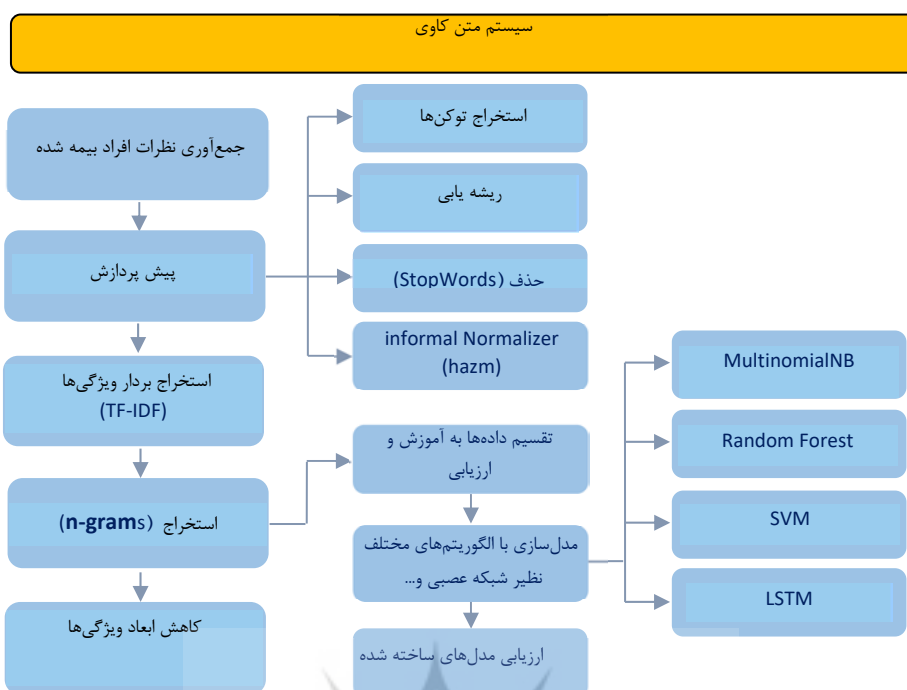 سیستم متن کاوی
جمع‌آوری نظرات افراد بیمه شده
پیش پردازش
استخراج توکن‌ها
ریشه یابی
حذف (StopWords)
informal Normalizer
(hazm)
استخراج بردار ویژگی‌ها
(TF-IDF)
استخراج (n-grams)
کاهش ابعاد ویژگی‌ها
تقسیم داده‌ها به آموزش و
ارزیابی
مدل‌سازی با الگوریتم‌های مختلف
نظیر شبکه عصبی و...
ارزیابی مدل‌های ساخته شده
MultinomialNB
Random Forest
SVM
LSTM